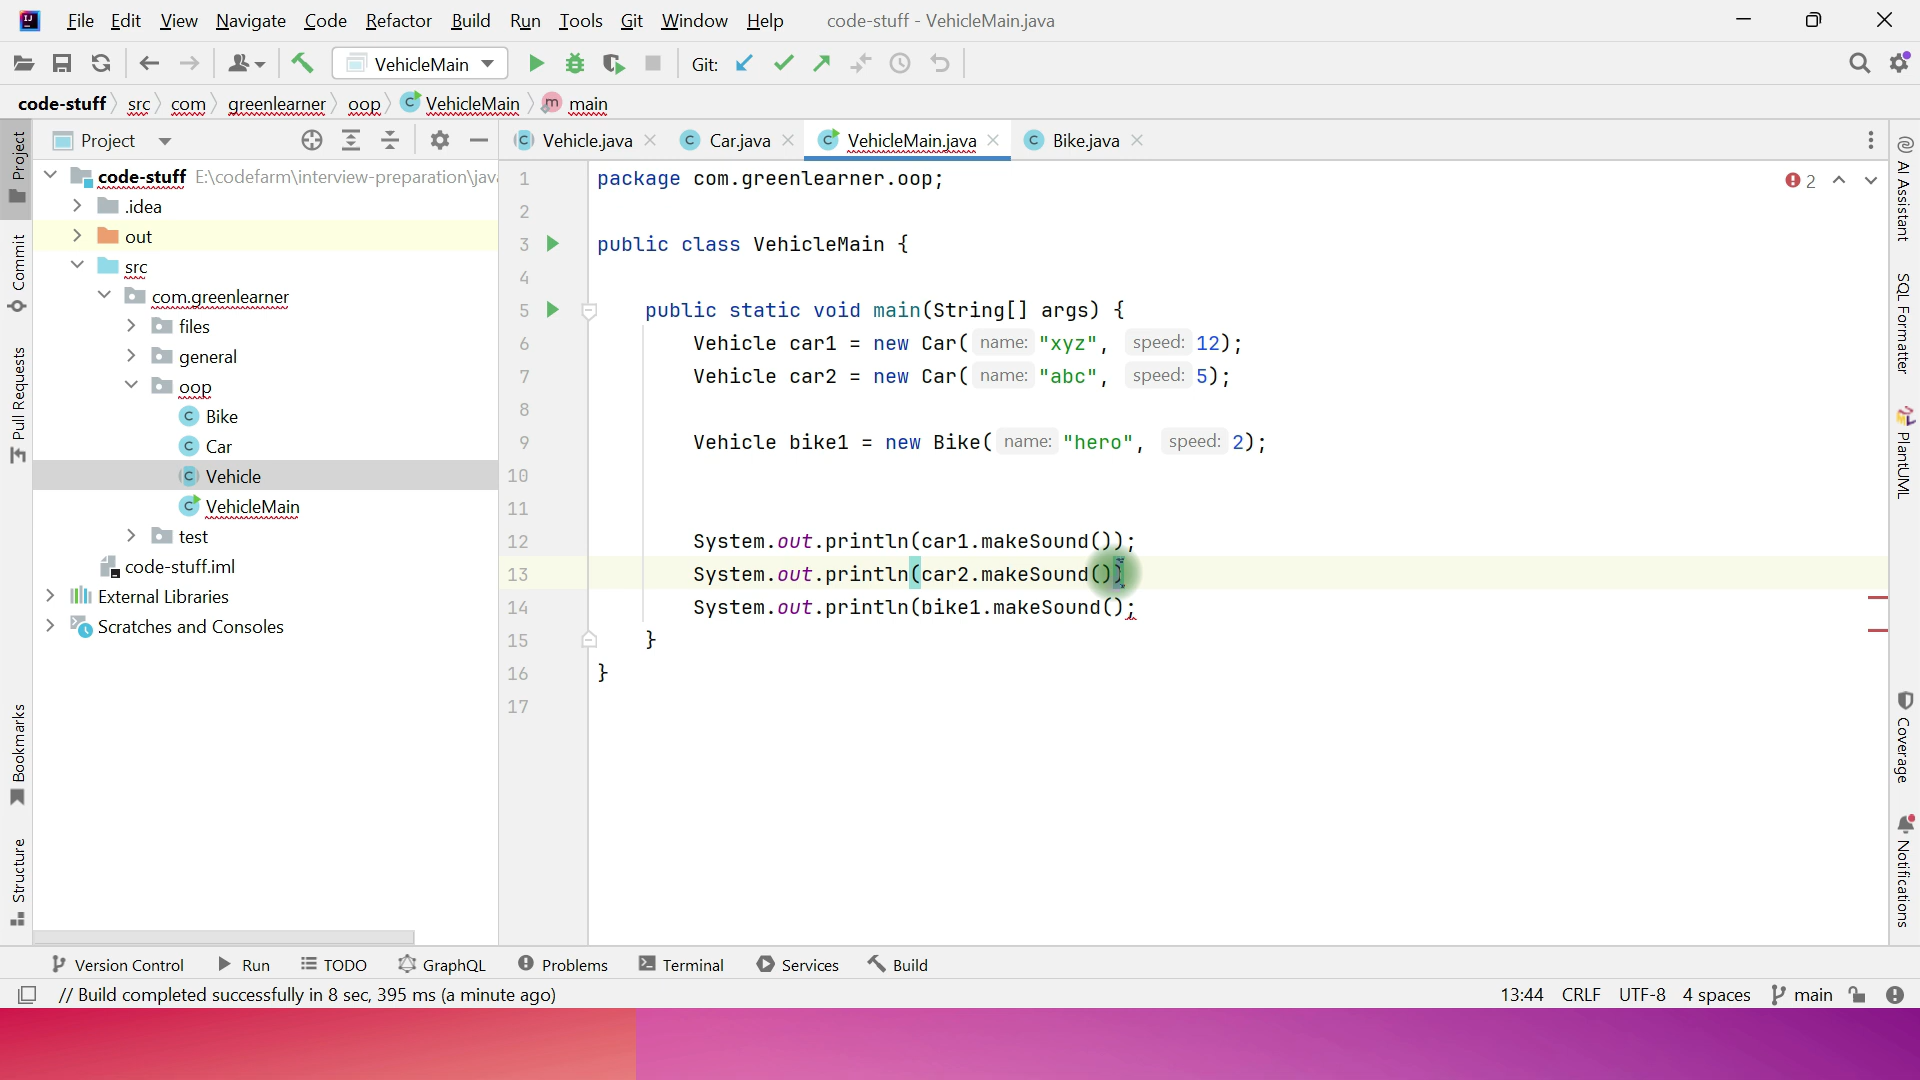 File Edit View Navigate Code Refactor Build Run Tools Git Window Help code-stuff - VehicleMain.java
VehicleMain Git:
code-stuff src com greenlearner oop VehicleMain main
Project
Vehicle.java Car.java VehicleMain.java Bike.java
code-stuff E:\codefarm\interview-preparation\java
.idea
out
src
com.greenlearner
files
general
oop
Bike
Car
Vehicle
VehicleMain
test
code-stuff.iml
External Libraries
Scratches and Consoles
1 package com.greenlearner.oop;
2
3 public class VehicleMain {
4
5 public static void main(String[] args) {
6 Vehicle car1 = new Car( name: "xyz", speed: 12);
7 Vehicle car2 = new Car( name: "abc", speed: 5);
8
9 Vehicle bike1 = new Bike( name: "hero", speed: 2);
10
11
12 System.out.println(car1.makeSound());
13 System.out.println(car2.makeSound())
14 System.out.println(bike1.makeSound();
15 }
16 }
17
2
Project
Commit
Pull Requests
Bookmarks
Structure
AI Assistant
SQL Formatter
PlantUML
Coverage
Notifications
Version Control Run TODO GraphQL Problems Terminal Services Build
// Build completed successfully in 8 sec, 395 ms (a minute ago) 13:44 CRLF UTF-8 4 spaces main